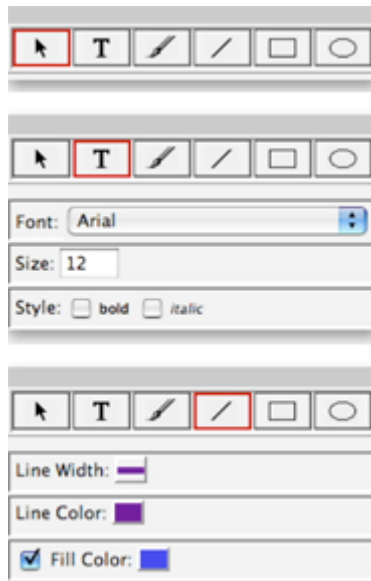 T
T
Font: Arial
Size: 12
Style: bold italic
T
Line Width:
Line Color:
Fill Color: